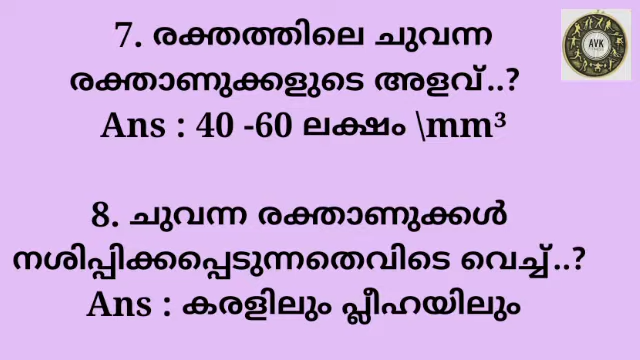 AVK
7. രക്തത്തിലെ ചുവന്ന
രക്താണുക്കളുടെ അളവ്..?
Ans : 40 -60 ലക്ഷം \mm³
8. ചുവന്ന രക്താണുക്കൾ
നശിപ്പിക്കപ്പെടുന്നതെവിടെ വെച്ച്..?
Ans : കരളിലും പ്ലീഹയിലും